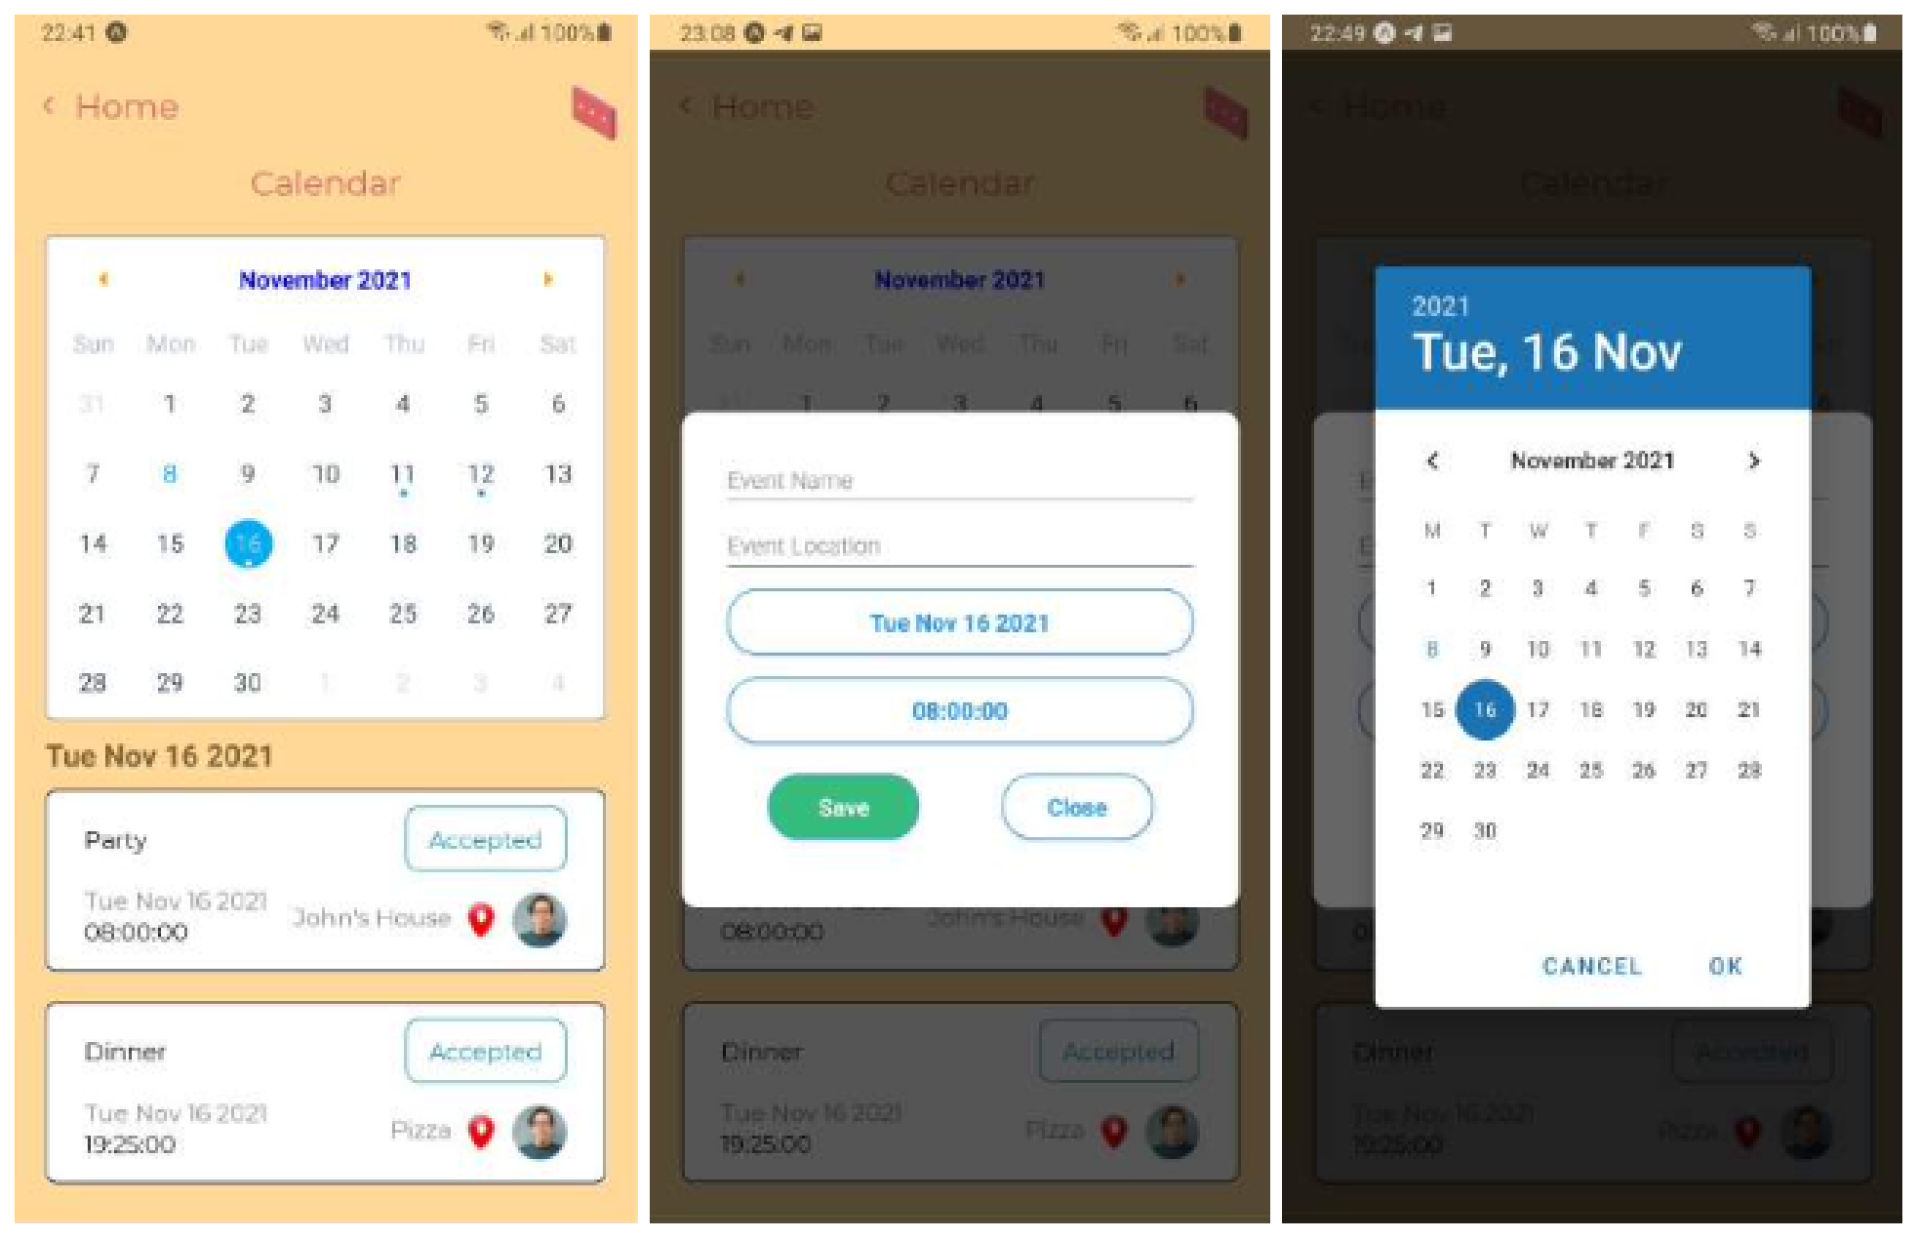 22:41 100%
< Home
Calendar
November 2021
Sun Mon Tue Wed Thu Fri Sat
31 1 2 3 4 5 6
7 8 9 10 11 12 13
14 15 16 17 18 19 20
21 22 23 24 25 26 27
28 29 30 1 2 3 4
Tue Nov 16 2021
Party Accepted
Tue Nov 16 2021
08:00:00
John's House
Dinner Accepted
Tue Nov 16 2021
19:25:00
Pizza
23:08 100%
< Home
Calendar
November 2021
Sun Mon Tue Wed Thu Fri Sat
31 1 2 3 4 5 6
Event Name
Event Location
Tue Nov 16 2021
08:00:00
Save Close
08:00:00
John's House
Dinner Accepted
Tue Nov 16 2021
19:25:00
Pizza
22:49 100%
< Home
Calendar
2021
Tue, 16 Nov
< November 2021 >
M T W T F S S
1 2 3 4 5 6 7
8 9 10 11 12 13 14
15 16 17 18 19 20 21
22 23 24 25 26 27 28
29 30
CANCEL OK
Dinner Accepted
Tue Nov 16 2021
19:25:00
Pizza